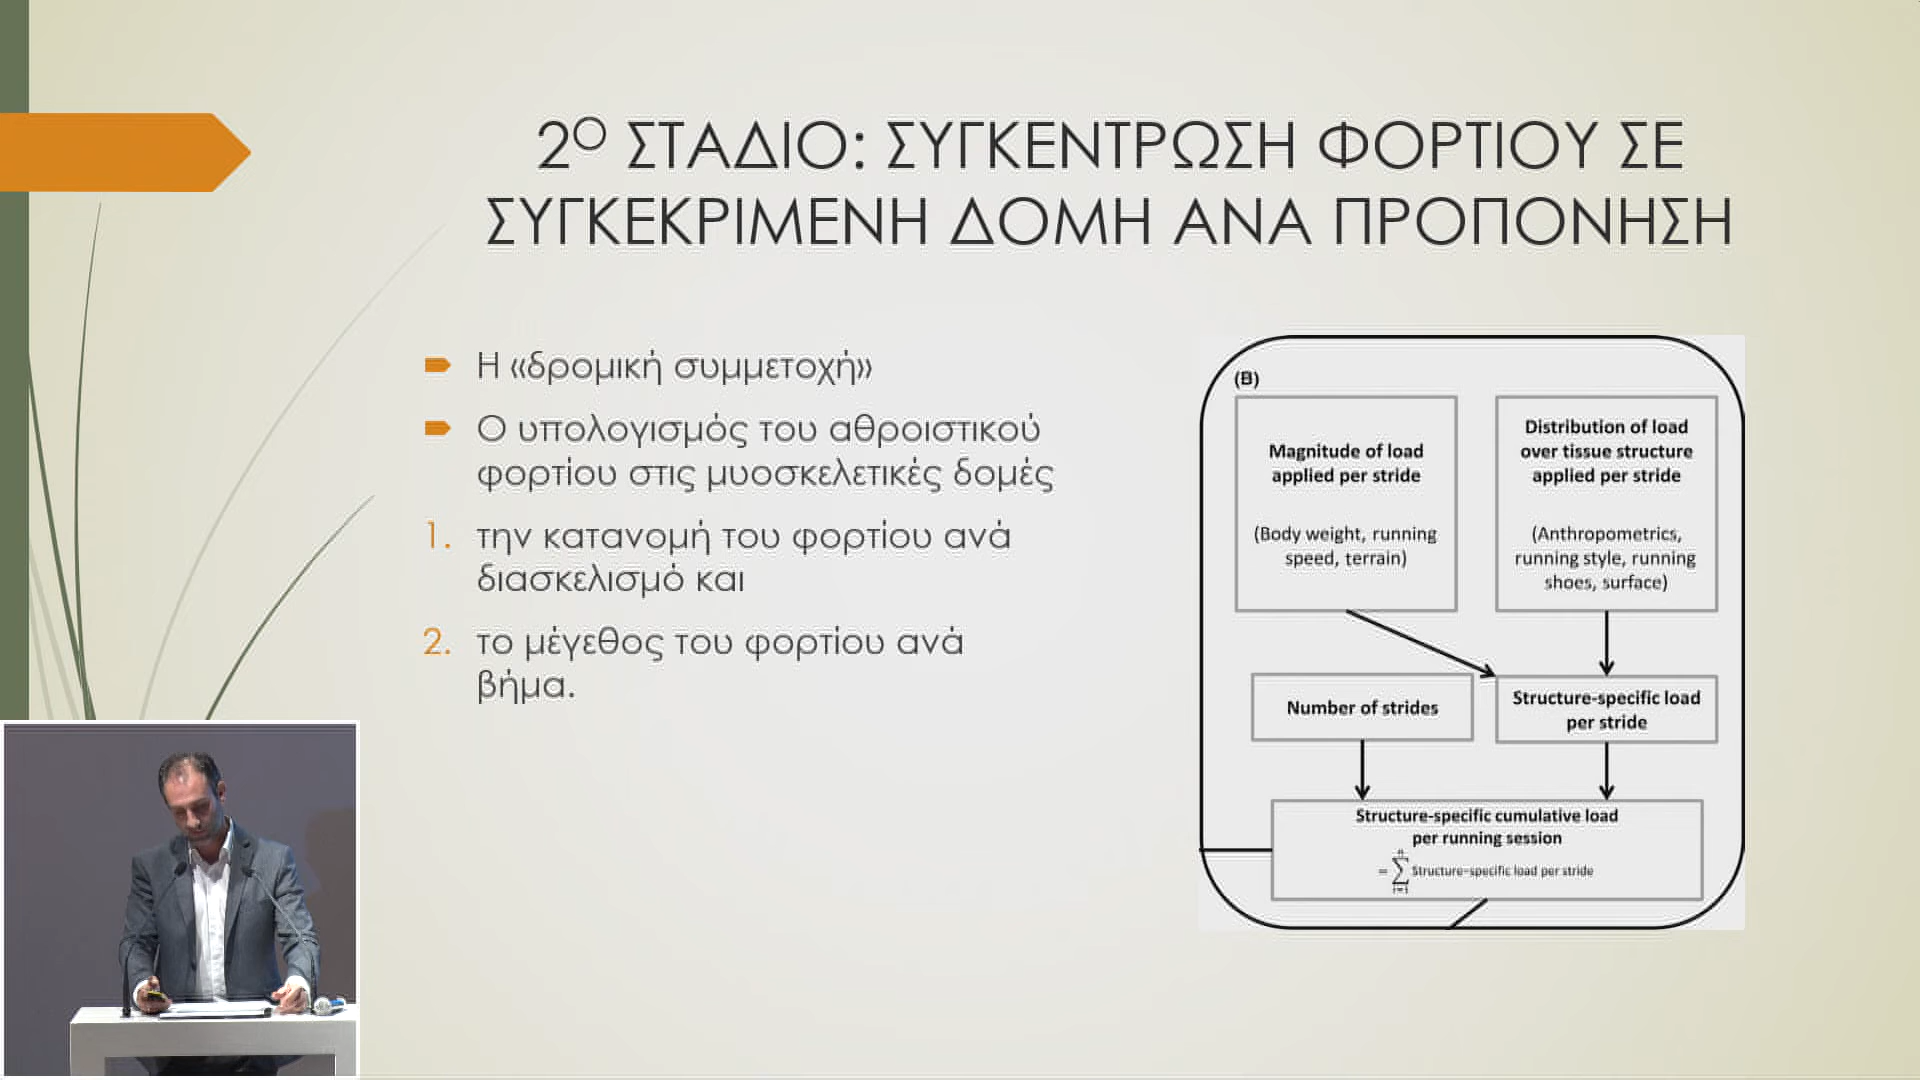 2Ο ΣΤΑΔΙΟ: ΣΥΓΚΕΝΤΡΩΣΗ ΦΟΡΤΙΟΥ ΣΕ
ΣΥΓΚΕΚΡΙΜΕΝΗ ΔΟΜΗ ΑΝΑ ΠΡΟΠΟΝΗΣΗ
Η «δρομική συμμετοχή»
Ο υπολογισμός του αθροιστικού
φορτίου στις μυοσκελετικές δομές
1. την κατανομή του φορτίου ανά
διασκελισμό και
2. το μέγεθος του φορτίου ανά
βήμα.
(B)
Magnitude of load
applied per stride
(Body weight, running
speed, terrain)
Distribution of load
over tissue structure
applied per stride
(Anthropometrics,
running style, running
shoes, surface)
Number of strides
Structure-specific load
per stride
Structure-specific cumulative load
per running session
n
= ∑ Structure-specific load per stride
i=1